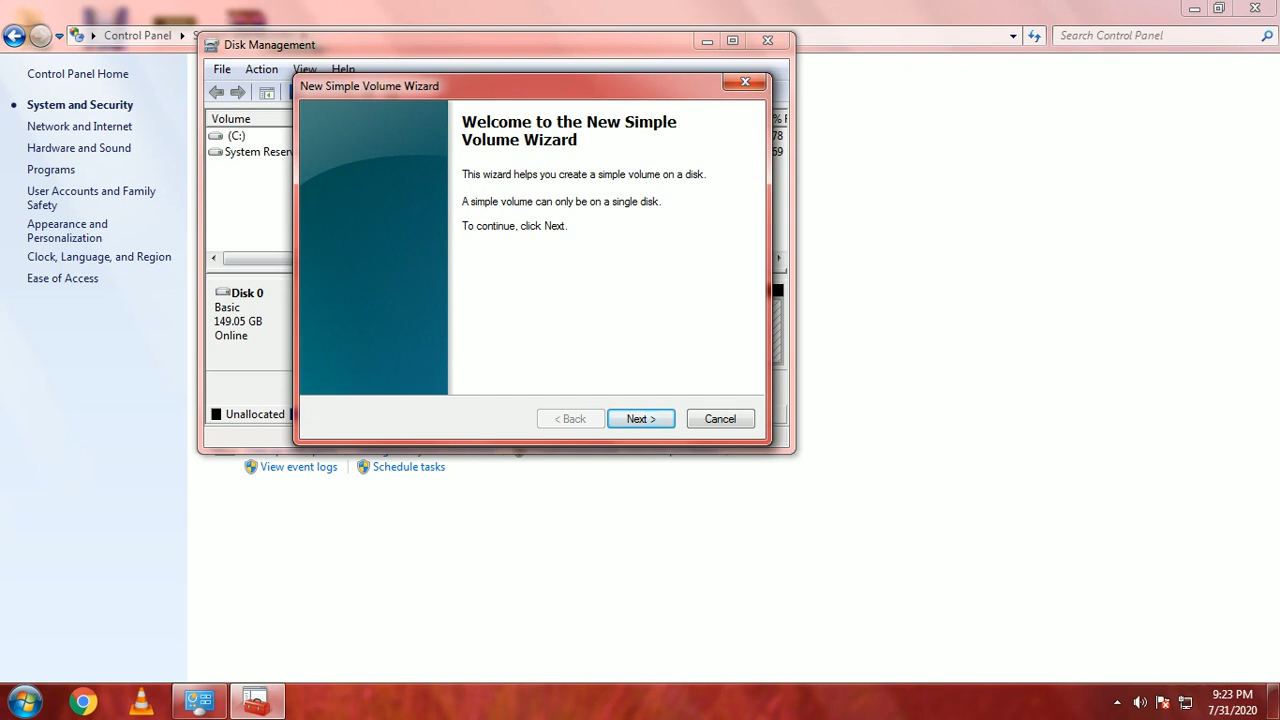 Control Panel
Search Control Panel
Control Panel Home
System and Security
Network and Internet
Hardware and Sound
Programs
User Accounts and Family
Safety
Appearance and
Personalization
Clock, Language, and Region
Ease of Access
Disk Management
File Action View Help
Volume
(C:)
System Reser
78
69
Disk 0
Basic
149.05 GB
Online
Unallocated
New Simple Volume Wizard
Welcome to the New Simple
Volume Wizard
This wizard helps you create a simple volume on a disk.
A simple volume can only be on a single disk.
To continue, click Next.
< Back
Next >
Cancel
View event logs
Schedule tasks
9:23 PM
7/31/2020